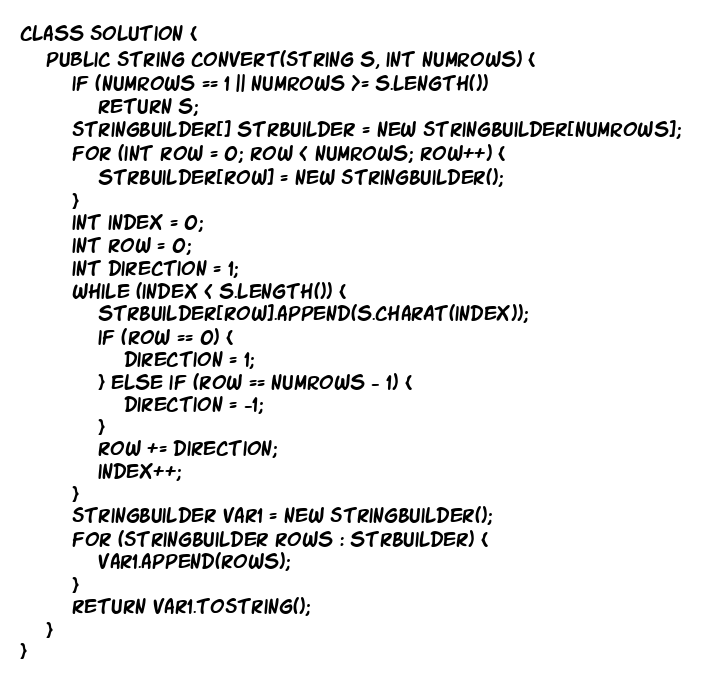 CLASS SOLUTION {
PUBLIC STRING CONVERT(STRING S, INT NUMROWS) {
IF (NUMROWS == 1 || NUMROWS >= S.LENGTH())
RETURN S;
STRINGBUILDER[] STRBUILDER = NEW STRINGBUILDER[NUMROWS];
FOR (INT ROW = 0; ROW < NUMROWS; ROW++) {
STRBUILDER[ROW] = NEW STRINGBUILDER();
}
INT INDEX = 0;
INT ROW = 0;
INT DIRECTION = 1;
WHILE (INDEX < S.LENGTH()) {
STRBUILDER[ROW].APPEND(S.CHARAT(INDEX));
IF (ROW == 0) {
DIRECTION = 1;
} ELSE IF (ROW == NUMROWS - 1) {
DIRECTION = -1;
}
ROW += DIRECTION;
INDEX++;
}
STRINGBUILDER VAR1 = NEW STRINGBUILDER();
FOR (STRINGBUILDER ROWS : STRBUILDER) {
VAR1.APPEND(ROWS);
}
RETURN VAR1.TOSTRING();
}
}